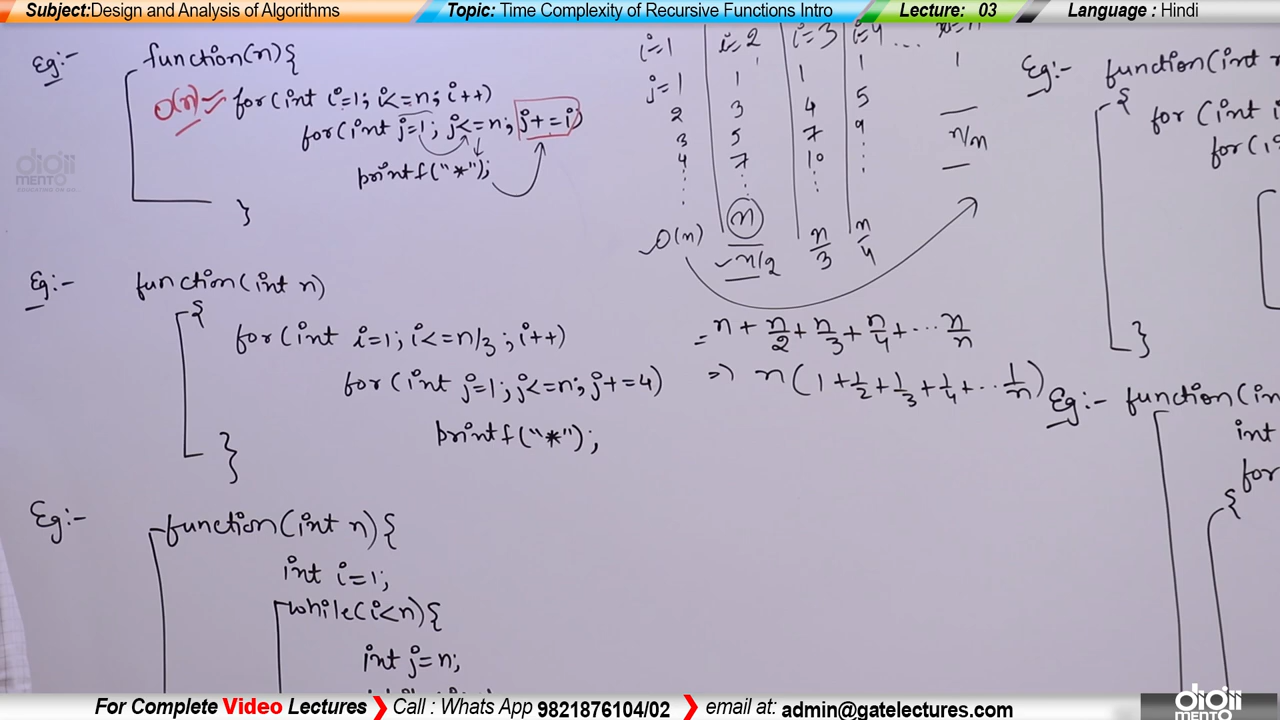 Subject:Design and Analysis of Algorithms
Topic: Time Complexity of Recursive Functions Intro
Lecture: 03
Language : Hindi
Eg:- function(n){
O(n) for(int i=1; i<=n; i++)
for(int j=1; j<=n; j+=i)
printf("*");
}
digii
MENTOR
i=1 i=2 i=3 i=4 ...
j=1 1 1 1 1
2 3 4 5
3 5 7 9 n/n
4 7 10
n
O(n) n/2 n/3 n/4
= n + n/2 + n/3 + n/4 + ... n/n
=> n(1 + 1/2 + 1/3 + 1/4 + ... 1/n)
Eg:- function(int n)
{
for(int i=1; i<=n/3; i++)
for(int j=1; j<=n; j+=4)
printf("*");
}
Eg:- function(int n){
int i=1;
while(i<n){
int j=n;
Eg:- function(int n
{
for (int i
for(i
}
Eg:- function(in
int
for
{
For Complete Video Lectures
Call : Whats App 9821876104/02
email at: admin@gatelectures.com
digii
MENTOR